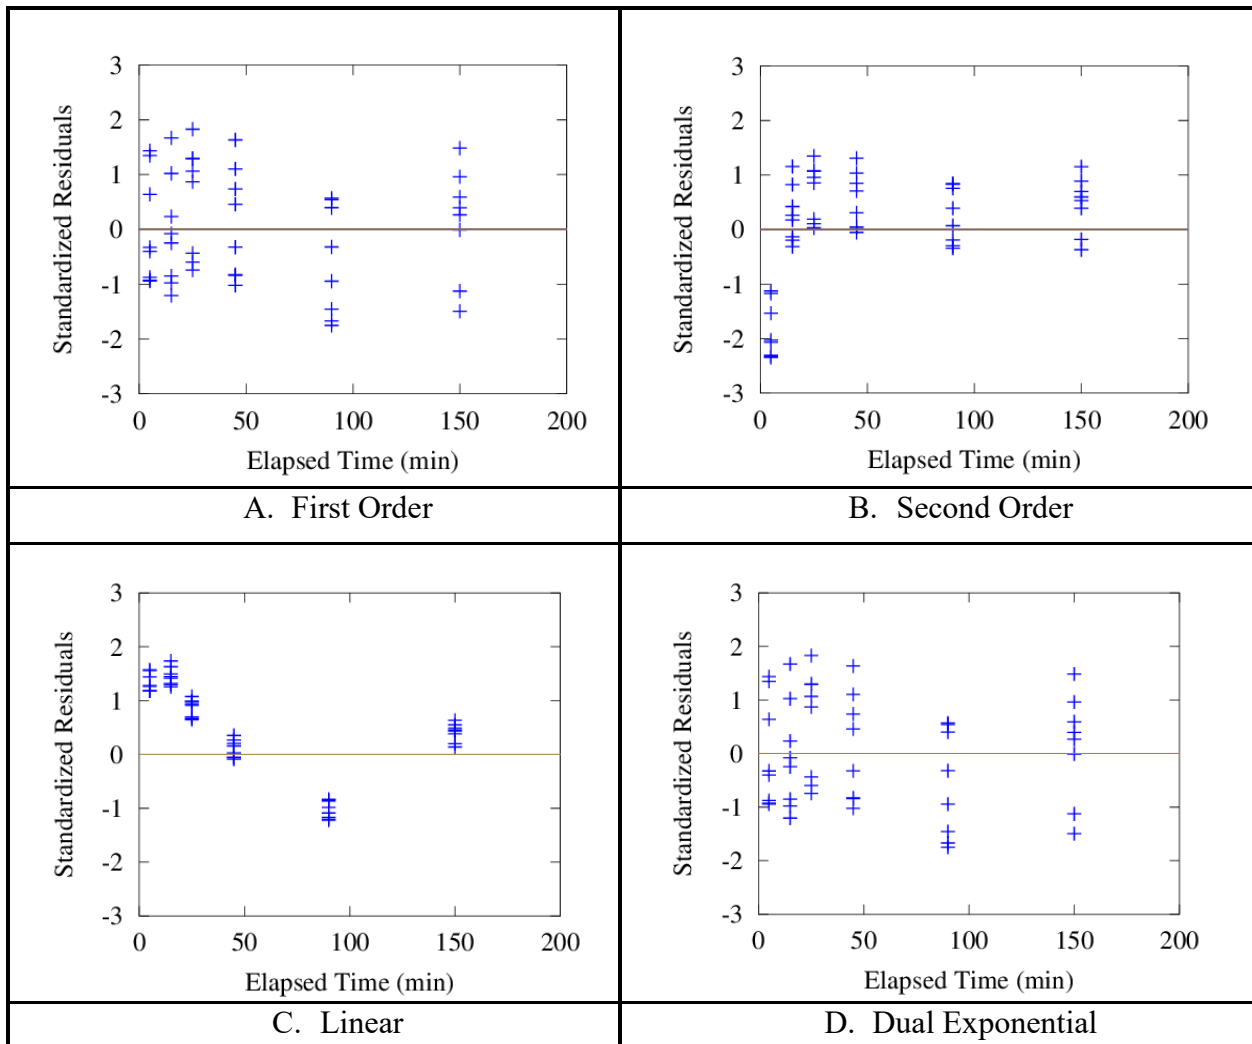 3
2
1
0
-1
-2
-3
0 50 100 150 200
Standardized Residuals
Elapsed Time (min)
3
2
1
0
-1
-2
-3
0 50 100 150 200
Standardized Residuals
Elapsed Time (min)
A. First Order
B. Second Order
3
2
1
0
-1
-2
-3
0 50 100 150 200
Standardized Residuals
Elapsed Time (min)
3
2
1
0
-1
-2
-3
0 50 100 150 200
Standardized Residuals
Elapsed Time (min)
C. Linear
D. Dual Exponential